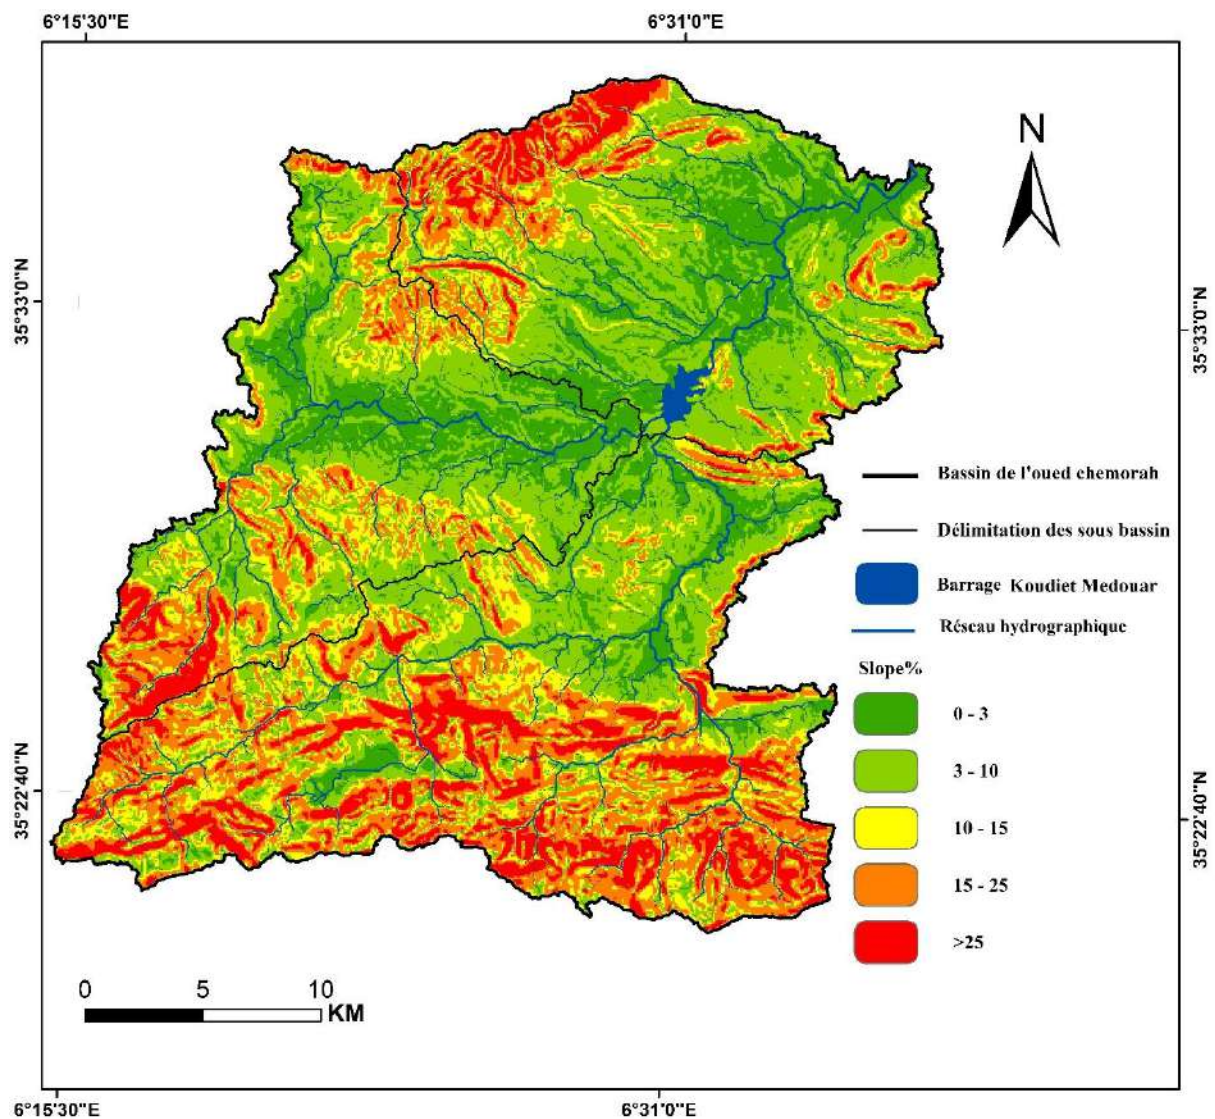 6°15'30"E
6°31'0"E
N
35°33'0"N
35°33'0"N
Bassin de l'oued chemorah
Délimitation des sous bassin
Barrage Koudiet Medouar
Réseau hydrographique
Slope%
0 - 3
3 - 10
10 - 15
15 - 25
>25
35°22'40"N
35°22'40"N
0 5 10
KM
6°15'30"E
6°31'0"E